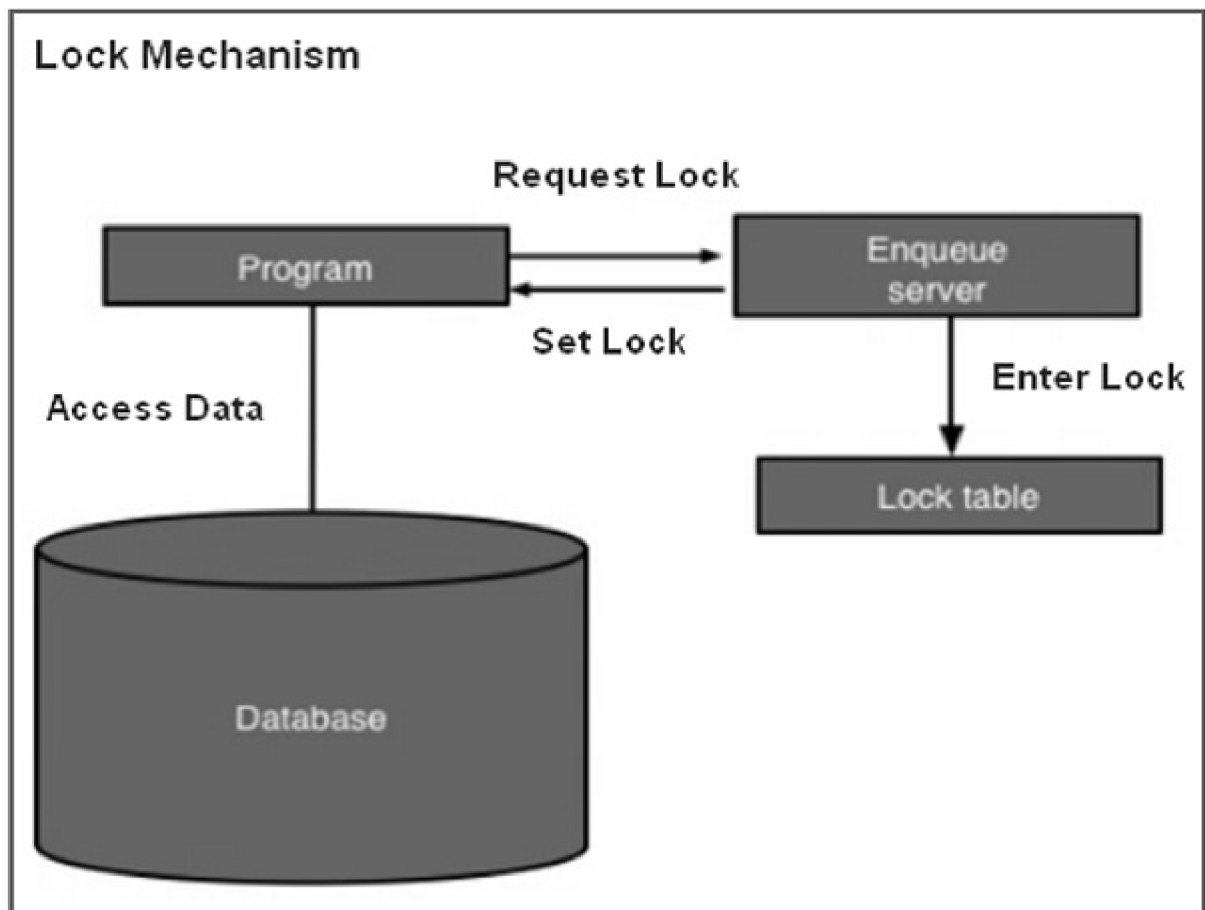 Lock Mechanism
Request Lock
Program
Enqueue
server
Set Lock
Enter Lock
Access Data
Lock table
Database